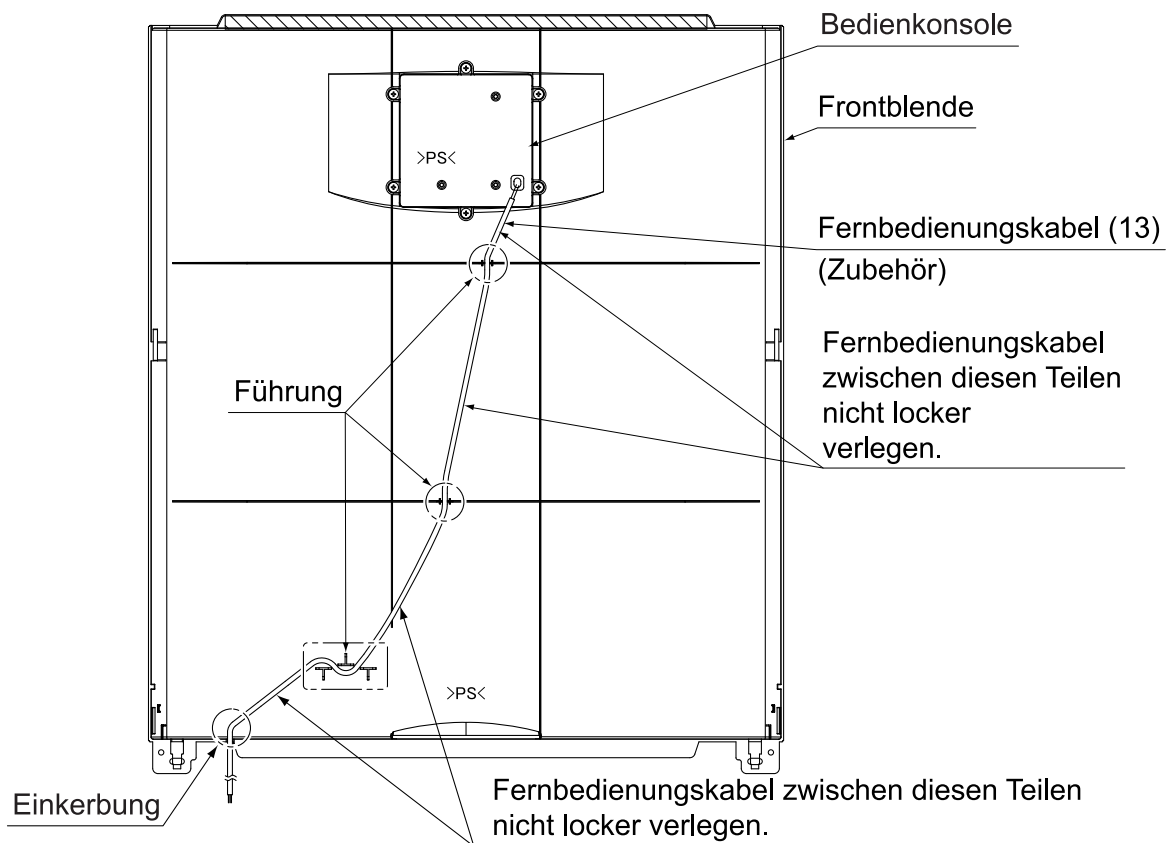 Bedienkonsole
Frontblende
>PS<
Fernbedienungskabel (13)
(Zubehör)
Fernbedienungskabel
zwischen diesen Teilen
nicht locker
verlegen.
Führung
>PS<
Einkerbung
Fernbedienungskabel zwischen diesen Teilen
nicht locker verlegen.